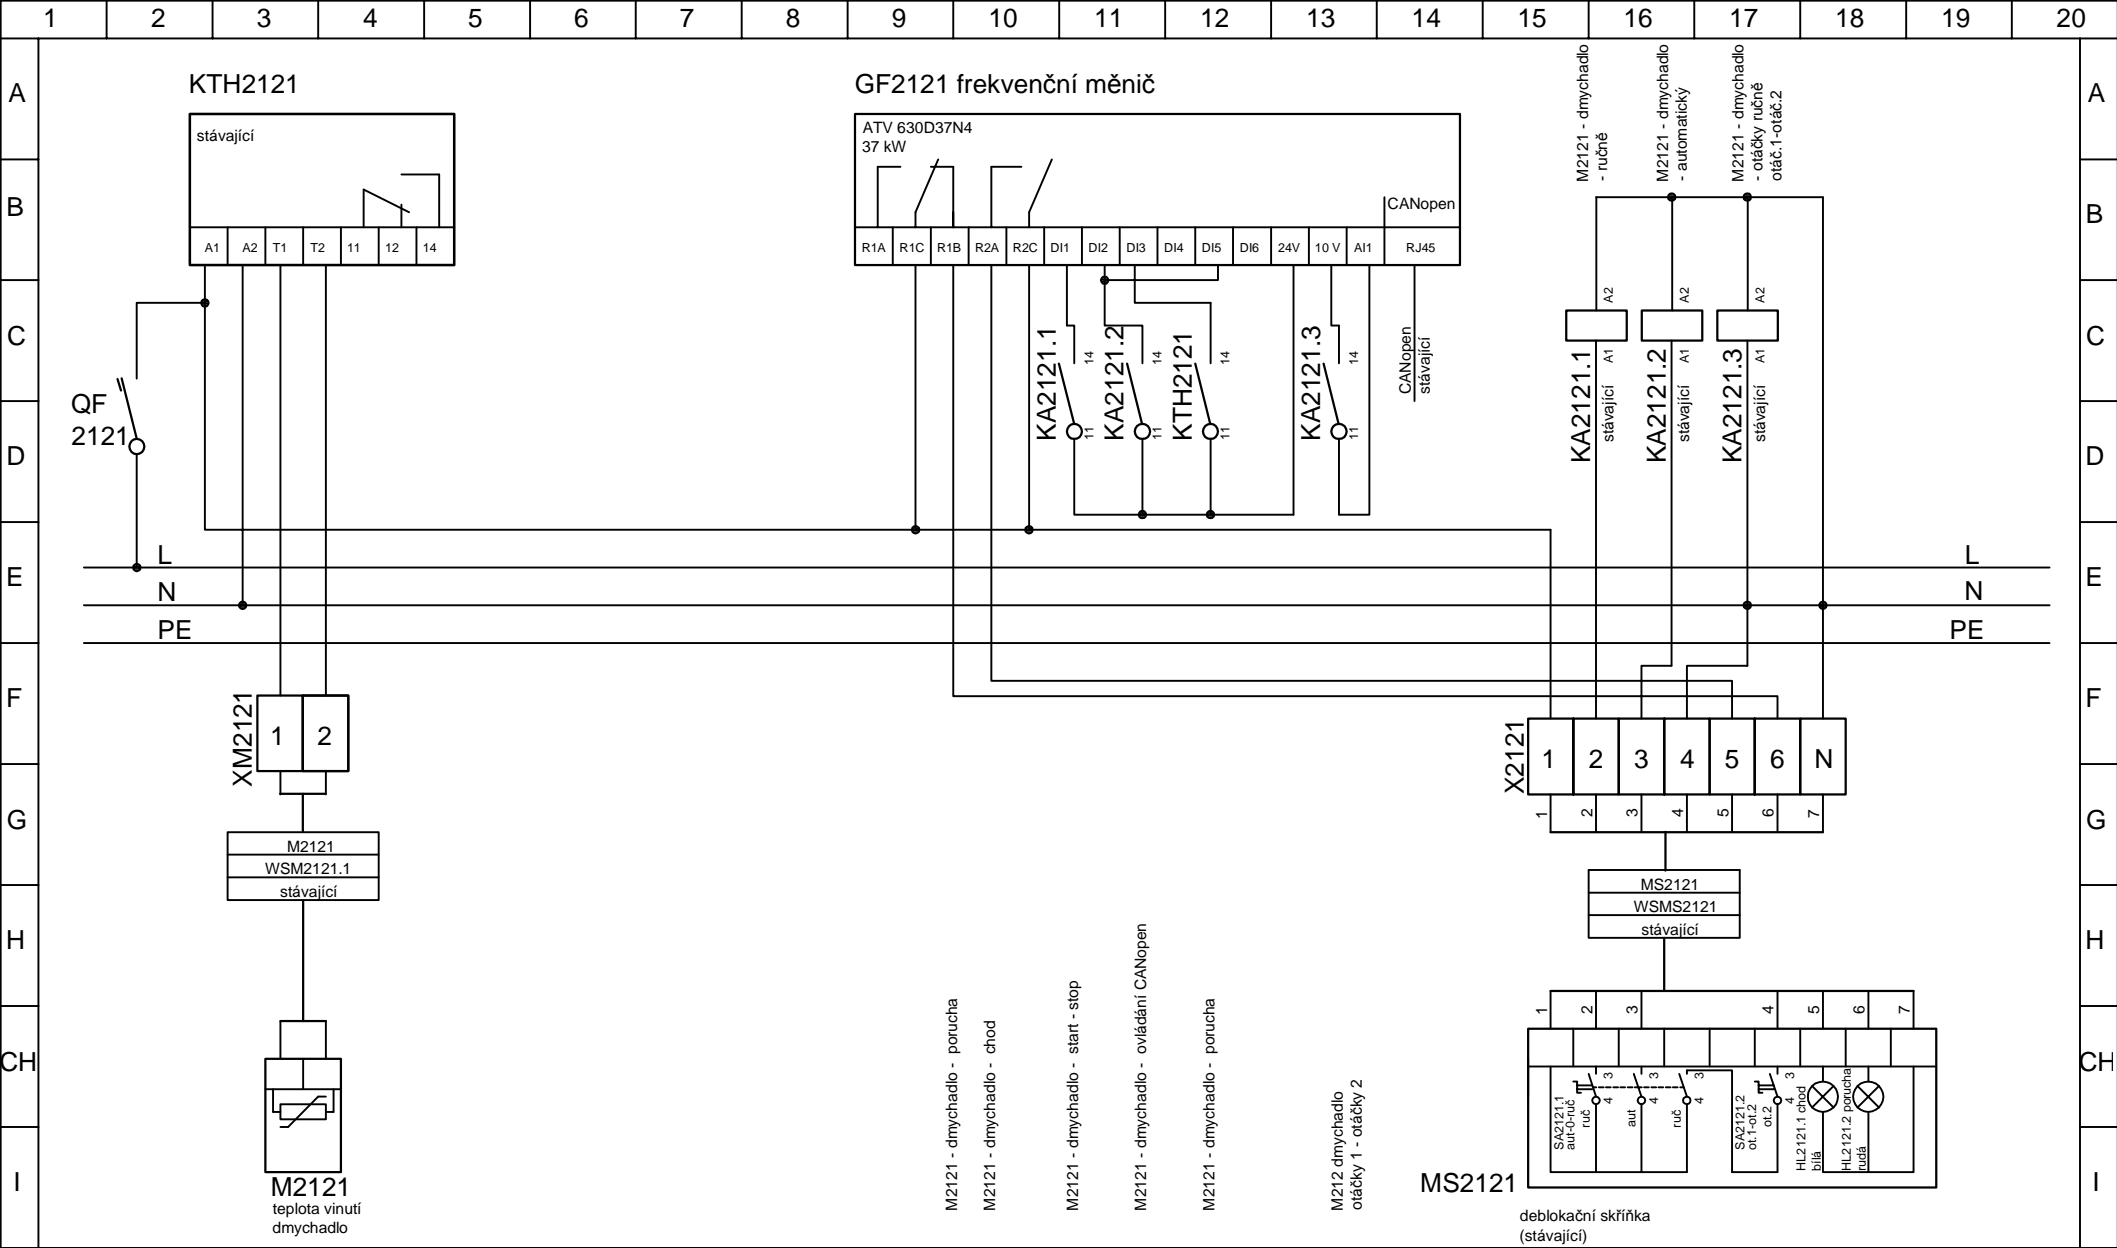 1 2 3 4 5 6 7 8 9 10 11 12 13 14 15 16 17 18 19 20
A
B
C
D
E
F
G
H
CH
I
A
B
C
D
E
F
G
H
CH
I
KTH2121
stávající
A1 A2 T1 T2 11 12 14
QF
2121
GF2121 frekvenční měnič
ATV 630D37N4
37 kW
CANopen
R1A R1C R1B R2A R2C DI1 DI2 DI3 DI4 DI5 DI6 24V 10 V AI1 RJ45
KA2121.1
14
11
KA2121.2
14
11
KTH2121
14
11
KA2121.3
14
11
CANopen
stávající
M2121 - dmychadlo
- ručně
M2121 - dmychadlo
- automatický
M2121 - dmychadlo
- otáčky ručně
otáč.1-otáč.2
A2
A2
A2
KA2121.1
stávající
A1
KA2121.2
stávající
A1
KA2121.3
stávající
A1
L
N
PE
L
N
PE
XM2121
1 2
M2121
WSM2121.1
stávající
M2121
teplota vinutí
dmychadlo
M2121 - dmychadlo - porucha
M2121 - dmychadlo - chod
M2121 - dmychadlo - start - stop
M2121 - dmychadlo - ovládání CANopen
M2121 - dmychadlo - porucha
M212 dmychadlo
otáčky 1 - otáčky 2
X2121
1 2 3 4 5 6 N
1 2 3 4 5 6 7
MS2121
WSMS2121
stávající
1 2 3 4 5 6 7
SA2121.1
aut-0-ruč
ruč
3
4
aut
3
4
ruč
3
4
SA2121.2
ot.1-ot.2
ot.2
3
4
HL2121.1 chod
bílá
HL2121.2 porucha
rudá
MS2121
deblokační skříňka
(stávající)